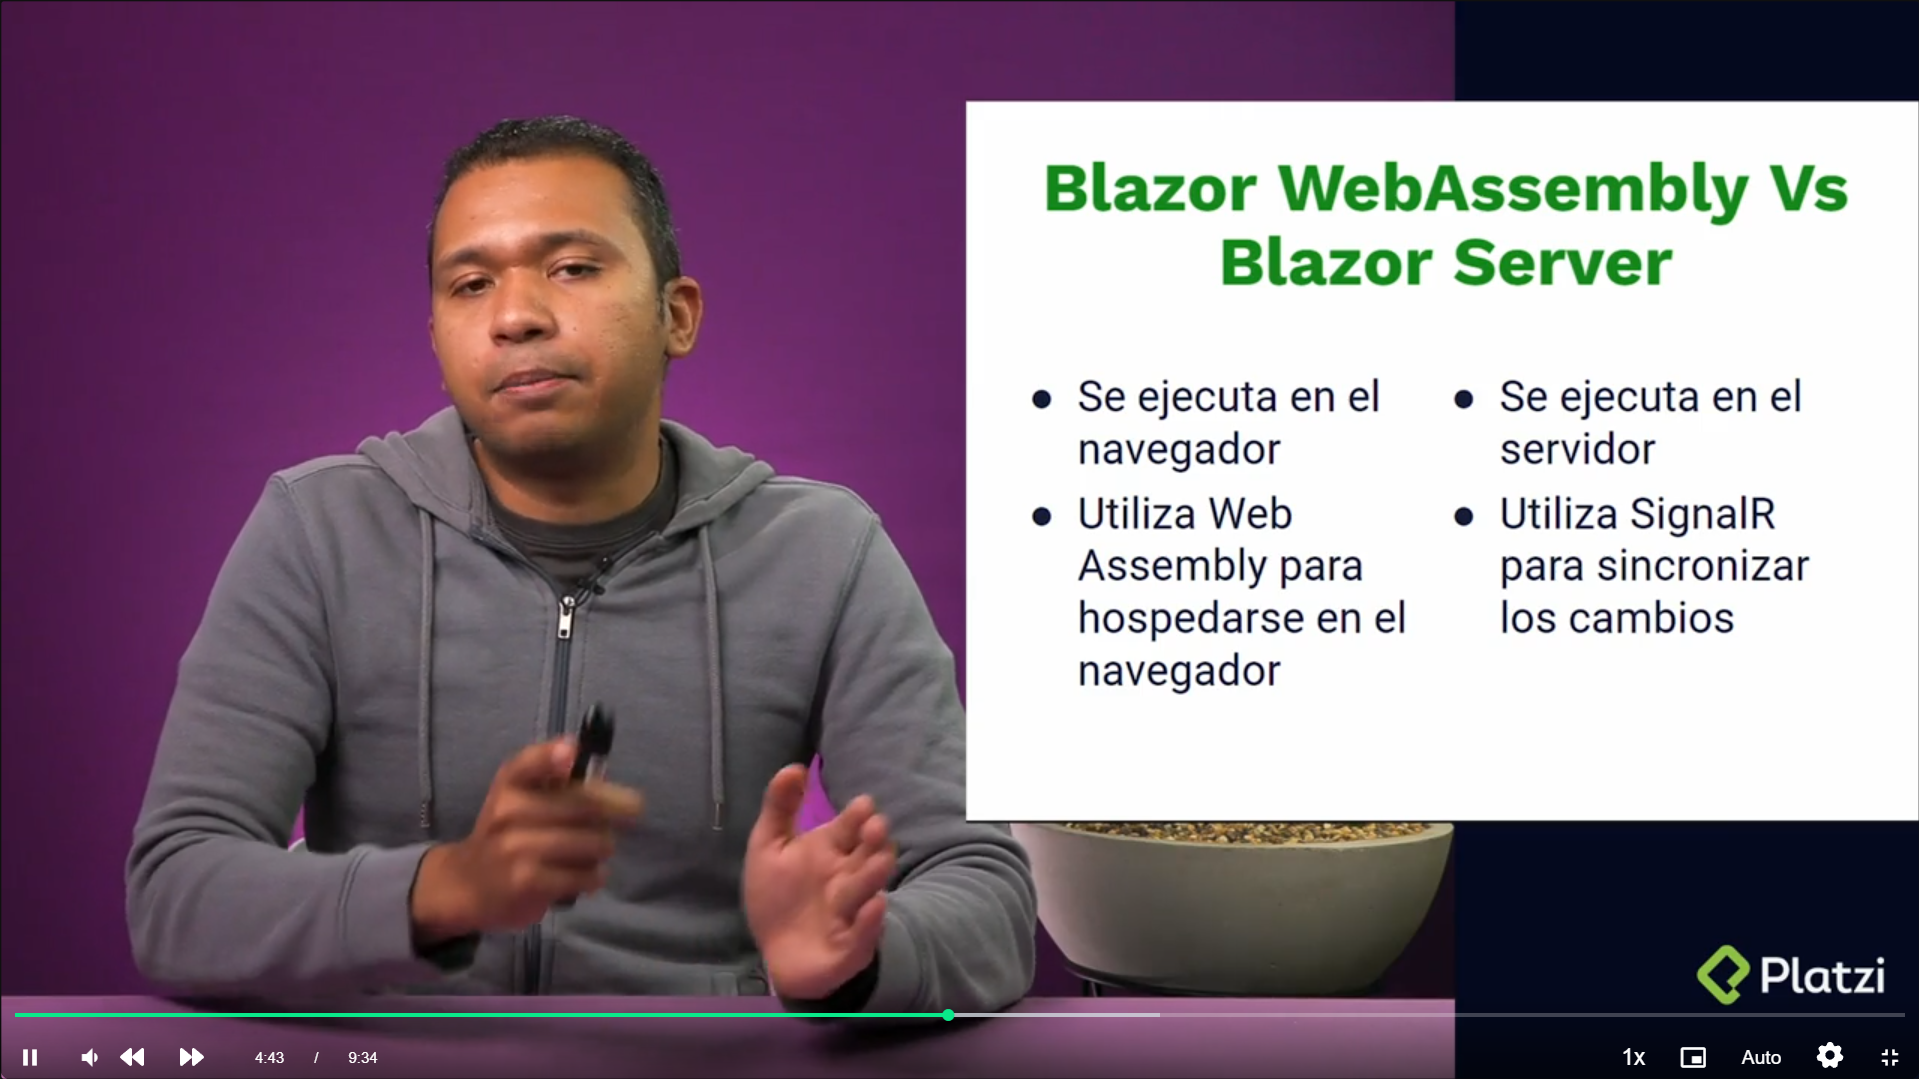 Blazor WebAssembly Vs
Blazor Server
● Se ejecuta en el
navegador
● Utiliza Web
Assembly para
hospedarse en el
navegador
● Se ejecuta en el
servidor
● Utiliza SignalR
para sincronizar
los cambios
Platzi
4:43 / 9:34
1x Auto